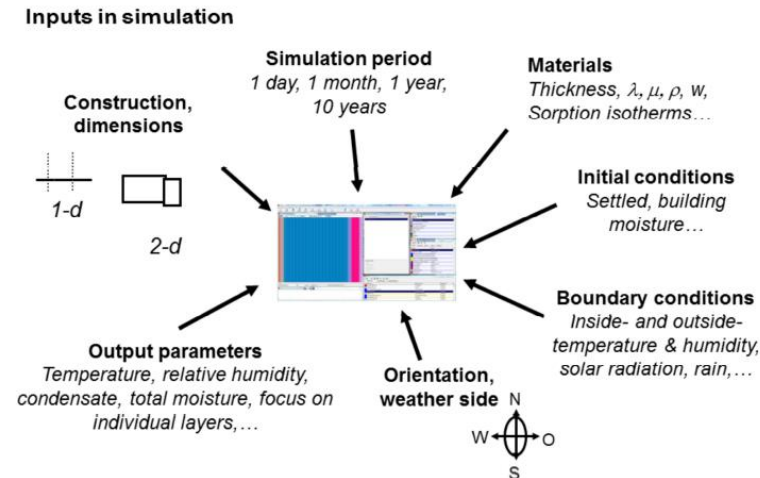 Inputs in simulation
Simulation period
1 day, 1 month, 1 year,
10 years
Materials
Thickness, λ, μ, ρ, w,
Sorption isotherms…
Construction,
dimensions
1-d
2-d
Initial conditions
Settled, building
moisture…
Boundary conditions
Inside- and outside-
temperature & humidity,
solar radiation, rain,…
Output parameters
Temperature, relative humidity,
condensate, total moisture, focus on
individual layers,…
Orientation,
weather side
N
W
O
S